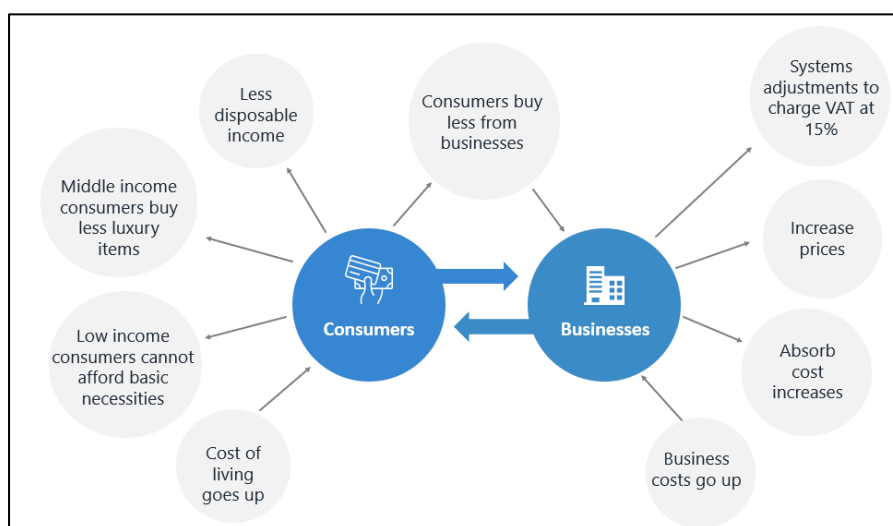 Less
disposable
income
Consumers buy
less from
businesses
Systems
adjustments to
charge VAT at
15%
Middle income
consumers buy
less luxury
items
Increase
prices
Consumers
Businesses
Low income
consumers cannot
afford basic
necessities
Absorb
cost
increases
Cost of
living
goes up
Business
costs go up